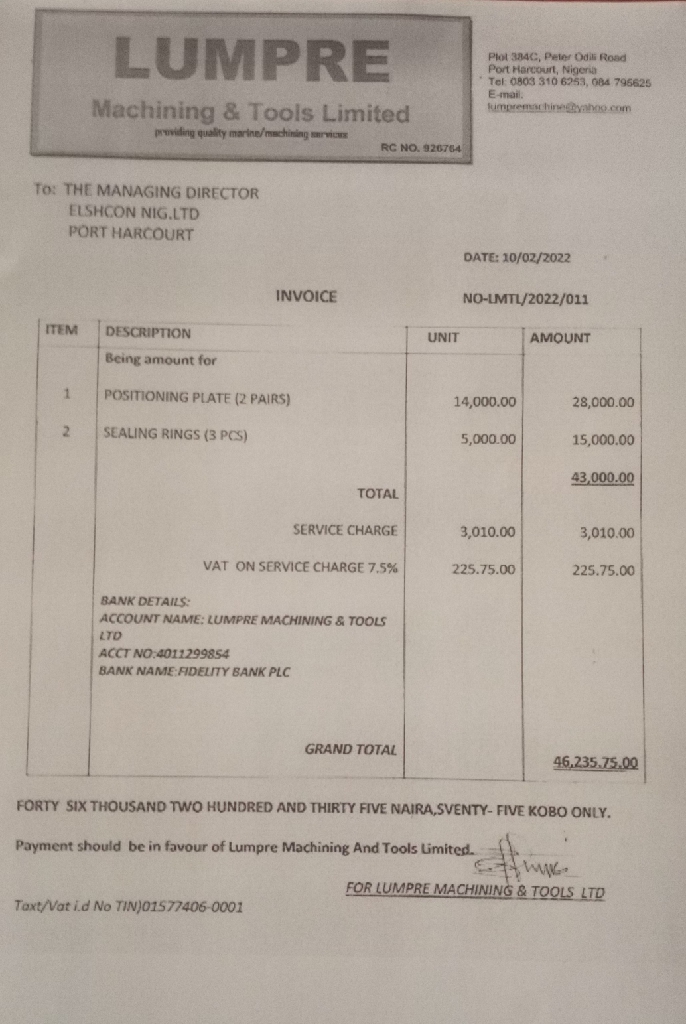 LUMPRE
Machining & Tools Limited
providing quality marine/machining services
RC NO. 926764
Plot 384C, Peter Odili Road
Port Harcourt, Nigeria
Tel: 0803 310 6253, 084 795625
E-mail:
lumpremachine@yahoo.com
To: THE MANAGING DIRECTOR
ELSHCON NIG.LTD
PORT HARCOURT
DATE: 10/02/2022
INVOICE NO-LMTL/2022/011
ITEM DESCRIPTION UNIT AMOUNT
Being amount for
1 POSITIONING PLATE (2 PAIRS) 14,000.00 28,000.00
2 SEALING RINGS (3 PCS) 5,000.00 15,000.00
43,000.00
TOTAL
SERVICE CHARGE 3,010.00 3,010.00
VAT ON SERVICE CHARGE 7.5% 225.75.00 225.75.00
BANK DETAILS:
ACCOUNT NAME: LUMPRE MACHINING & TOOLS
LTD
ACCT NO:4011299854
BANK NAME:FIDELITY BANK PLC
GRAND TOTAL
46,235.75.00
FORTY SIX THOUSAND TWO HUNDRED AND THIRTY FIVE NAIRA,SVENTY- FIVE KOBO ONLY.
Payment should be in favour of Lumpre Machining And Tools Limited.
FOR LUMPRE MACHINING & TOOLS LTD
Taxt/Vat i.d No TIN)01577406-0001